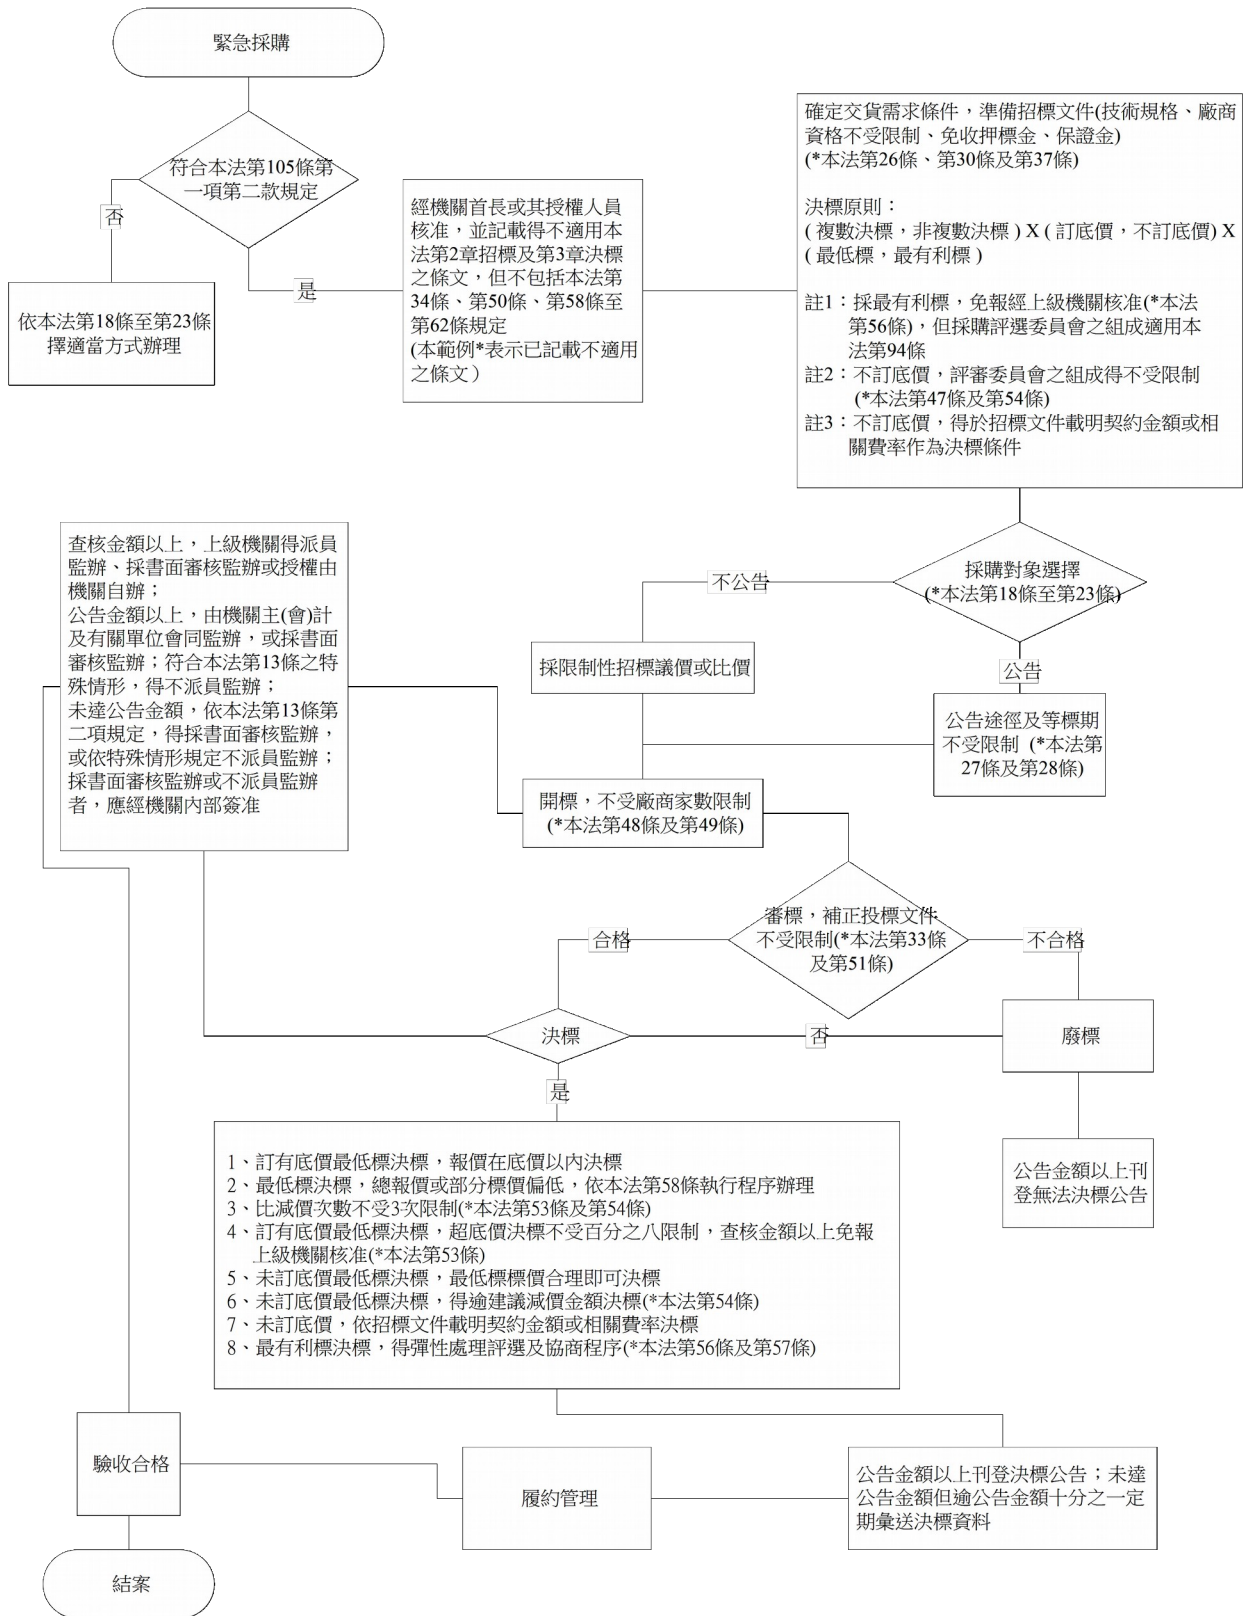 緊急採購
符合本法第105條第
一項第二款規定
否
是
依本法第18條至第23條
擇適當方式辦理
經機關首長或其授權人員
核准，並記載得不適用本
法第2章招標及第3章決標
之條文，但不包括本法第
34條、第50條、第58條至
第62條規定
(本範例*表示已記載不適用
之條文）
確定交貨需求條件，準備招標文件(技術規格、廠商
資格不受限制、免收押標金、保證金)
(*本法第26條、第30條及第37條)
決標原則：
( 複數決標，非複數決標 ) X ( 訂底價，不訂底價) X
( 最低標，最有利標 )
註1：採最有利標，免報經上級機關核准(*本法
第56條)，但採購評選委員會之組成適用本
法第94條
註2：不訂底價，評審委員會之組成得不受限制
(*本法第47條及第54條)
註3：不訂底價，得於招標文件載明契約金額或相
關費率作為決標條件
採購對象選擇
(*本法第18條至第23條)
不公告
公告
採限制性招標議價或比價
公告途徑及等標期
不受限制 (*本法第
27條及第28條)
查核金額以上，上級機關得派員
監辦、採書面審核監辦或授權由
機關自辦；
公告金額以上，由機關主(會)計
及有關單位會同監辦，或採書面
審核監辦；符合本法第13條之特
殊情形，得不派員監辦；
未達公告金額，依本法第13條第
二項規定，得採書面審核監辦，
或依特殊情形規定不派員監辦；
採書面審核監辦或不派員監辦
者，應經機關內部簽准
開標，不受廠商家數限制
(*本法第48條及第49條)
審標，補正投標文件
不受限制(*本法第33條
及第51條)
合格
不合格
決標
否
廢標
是
公告金額以上刊
登無法決標公告
1、訂有底價最低標決標，報價在底價以內決標
2、最低標決標，總報價或部分標價偏低，依本法第58條執行程序辦理
3、比減價次數不受3次限制(*本法第53條及第54條)
4、訂有底價最低標決標，超底價決標不受百分之八限制，查核金額以上免報
上級機關核准(*本法第53條)
5、未訂底價最低標決標，最低標標價合理即可決標
6、未訂底價最低標決標，得逾建議減價金額決標(*本法第54條)
7、未訂底價，依招標文件載明契約金額或相關費率決標
8、最有利標決標，得彈性處理評選及協商程序(*本法第56條及第57條)
驗收合格
履約管理
公告金額以上刊登決標公告；未達
公告金額但逾公告金額十分之一定
期彙送決標資料
結案